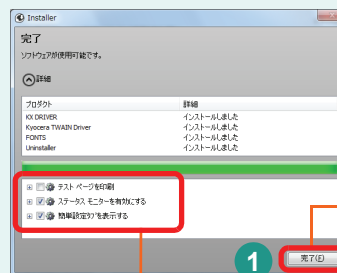 Installer
完了
ソフトウェアが使用可能です。
詳細
プロダクト 詳細
KX DRIVER インストールしました
Kyocera TWAIN Driver インストールしました
FONTS インストールしました
Uninstaller インストールしました
テスト ページを印刷
ステータス モニターを有効にする
簡単設定タブを表示する
1 完了(F)